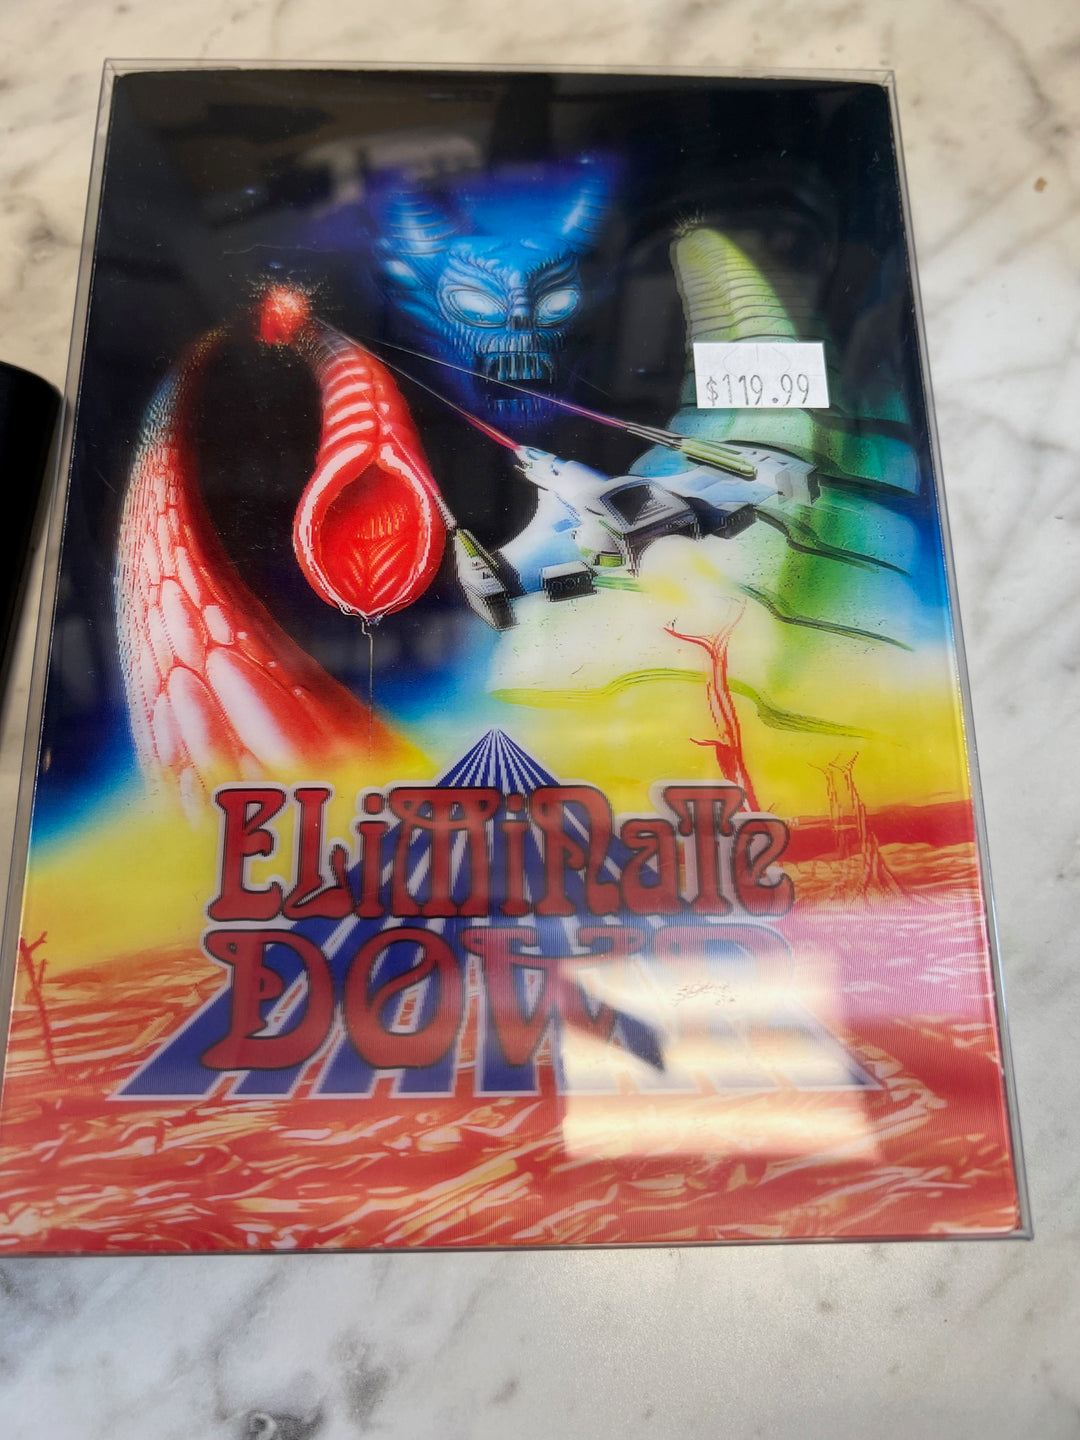 $119.99
ELiMiNaTe
DOWN